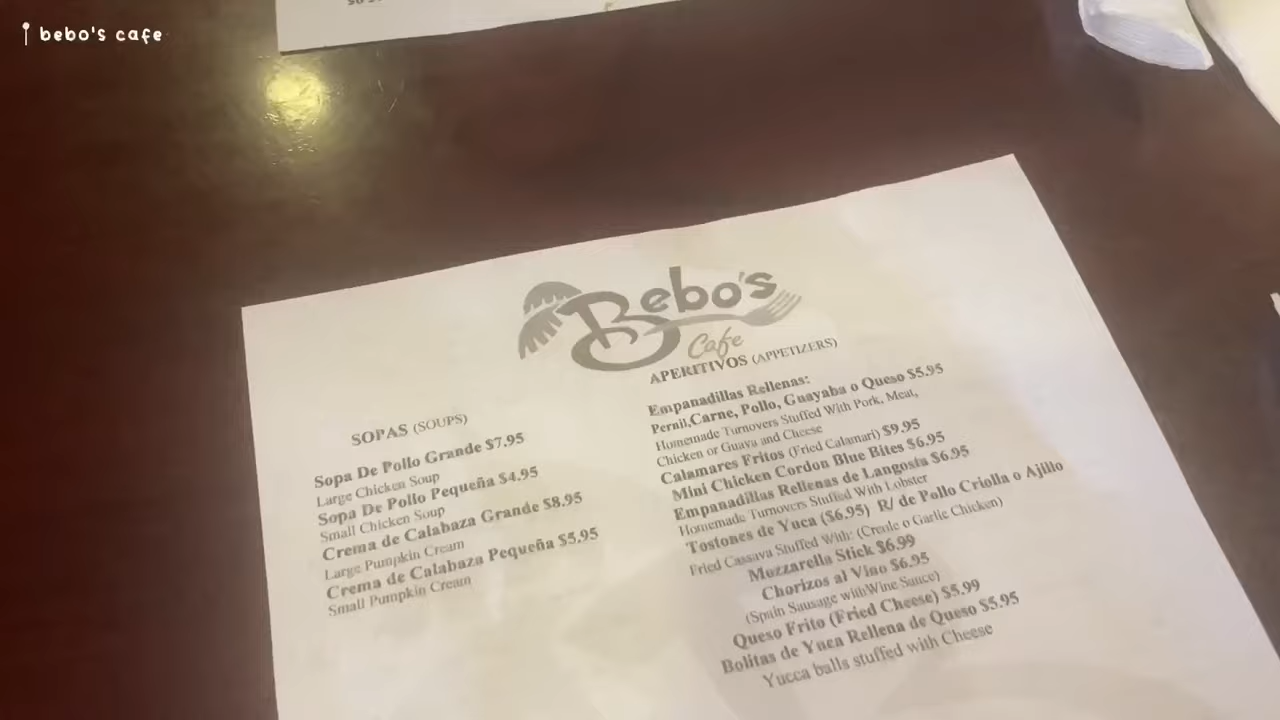 bebo's cafe
Bebo's
Cafe
SOPAS (SOUPS)
Sopa De Pollo Grande $7.95
Large Chicken Soup
Sopa De Pollo Pequeña $4.95
Small Chicken Soup
Crema de Calabaza Grande $8.95
Large Pumpkin Cream
Crema de Calabaza Pequeña $5.95
Small Pumpkin Cream
APERITIVOS (APPETIZERS)
Empanadillas Rellenas:
Pernil,Carne, Pollo, Guayaba o Queso $5.95
Homemade Turnovers Stuffed With Pork, Meat,
Chicken or Guava and Cheese
Calamares Fritos (Fried Calamari) $9.95
Mini Chicken Cordon Blue Bites $6.95
Empanadillas Rellenas de Langosta $6.95
Homemade Turnovers Stuffed With Lobster
Tostones de Yuca ($6.95) R/ de Pollo Criolla o Ajillo
Fried Cassava Stuffed With: (Creole o Garlic Chicken)
Mozzarella Stick $6.99
Chorizos al Vino $6.95
(Spain Sausage withWine Sauce)
Queso Frito (Fried Cheese) $5.99
Bolitas de Yuca Rellena de Queso $5.95
Yucca balls stuffed with Cheese